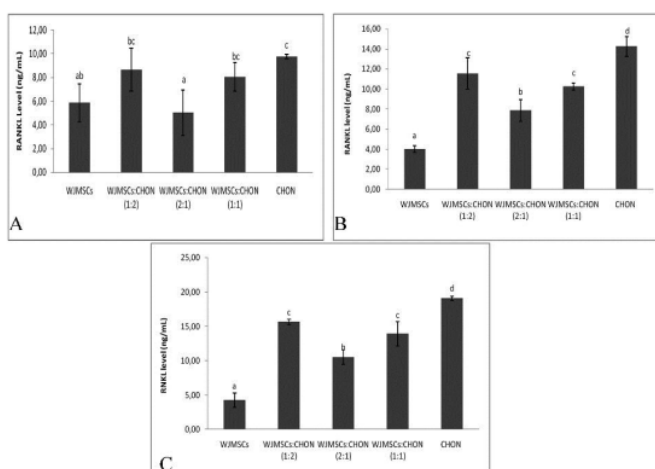 RANKL Level (ng/mL)
12,00
10,00
8,00
6,00
4,00
2,00
0,00
ab
bc
a
bc
c
WJMSCs WJMSCs:CHON WJMSCs:CHON WJMSCs:CHON CHON
(1:2) (2:1) (1:1)
A
RANKL level (ng/mL)
16,00
14,00
12,00
10,00
8,00
6,00
4,00
2,00
0,00
a
c
b
c
d
WJMSCs WJMSCs:CHON WJMSCs:CHON WJMSCs:CHON CHON
(1:2) (2:1) (1:1)
B
RNKL level (ng/mL)
25,00
20,00
15,00
10,00
5,00
0,00
a
c
b
c
d
WJMSCs WJMSCs:CHON WJMSCs:CHON WJMSCs:CHON CHON
(1:2) (2:1) (1:1)
C